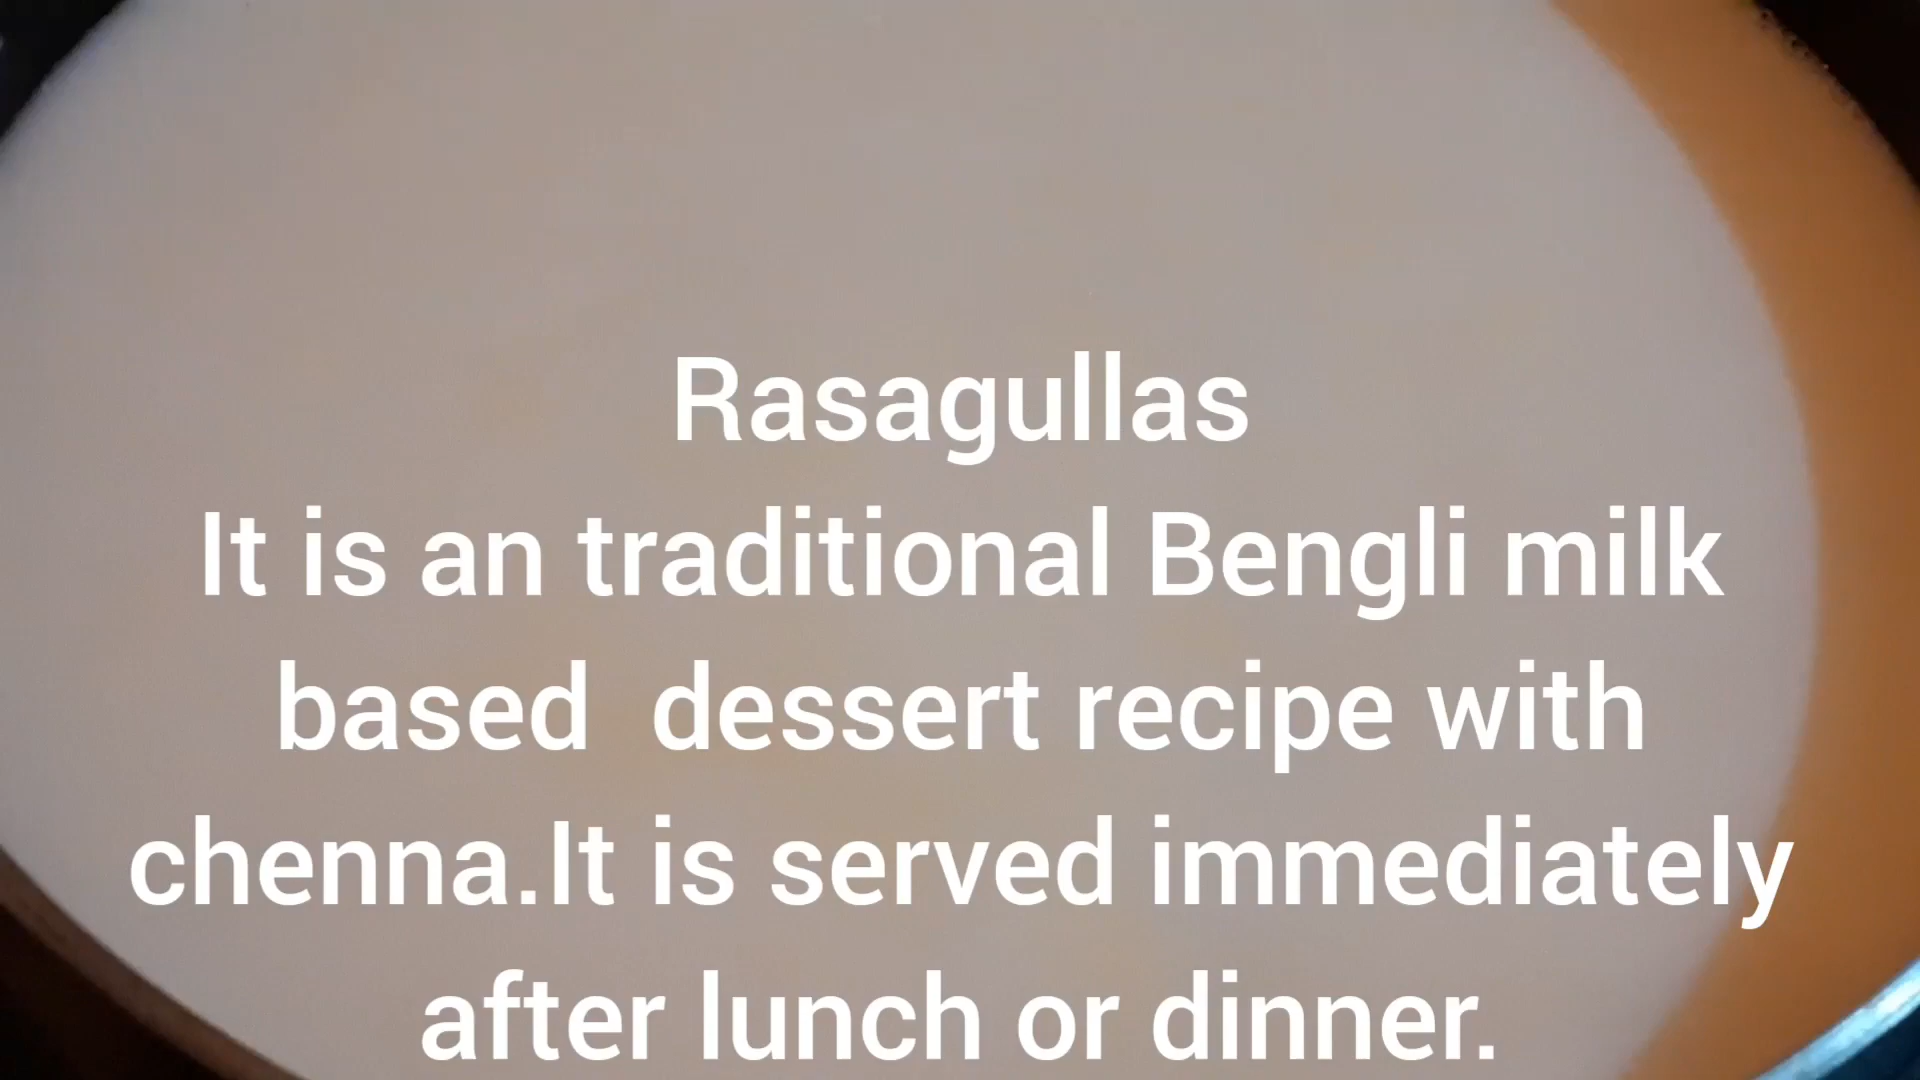 Rasagullas
It is an traditional Bengli milk
based  dessert recipe with
chenna.It is served immediately
after lunch or dinner.